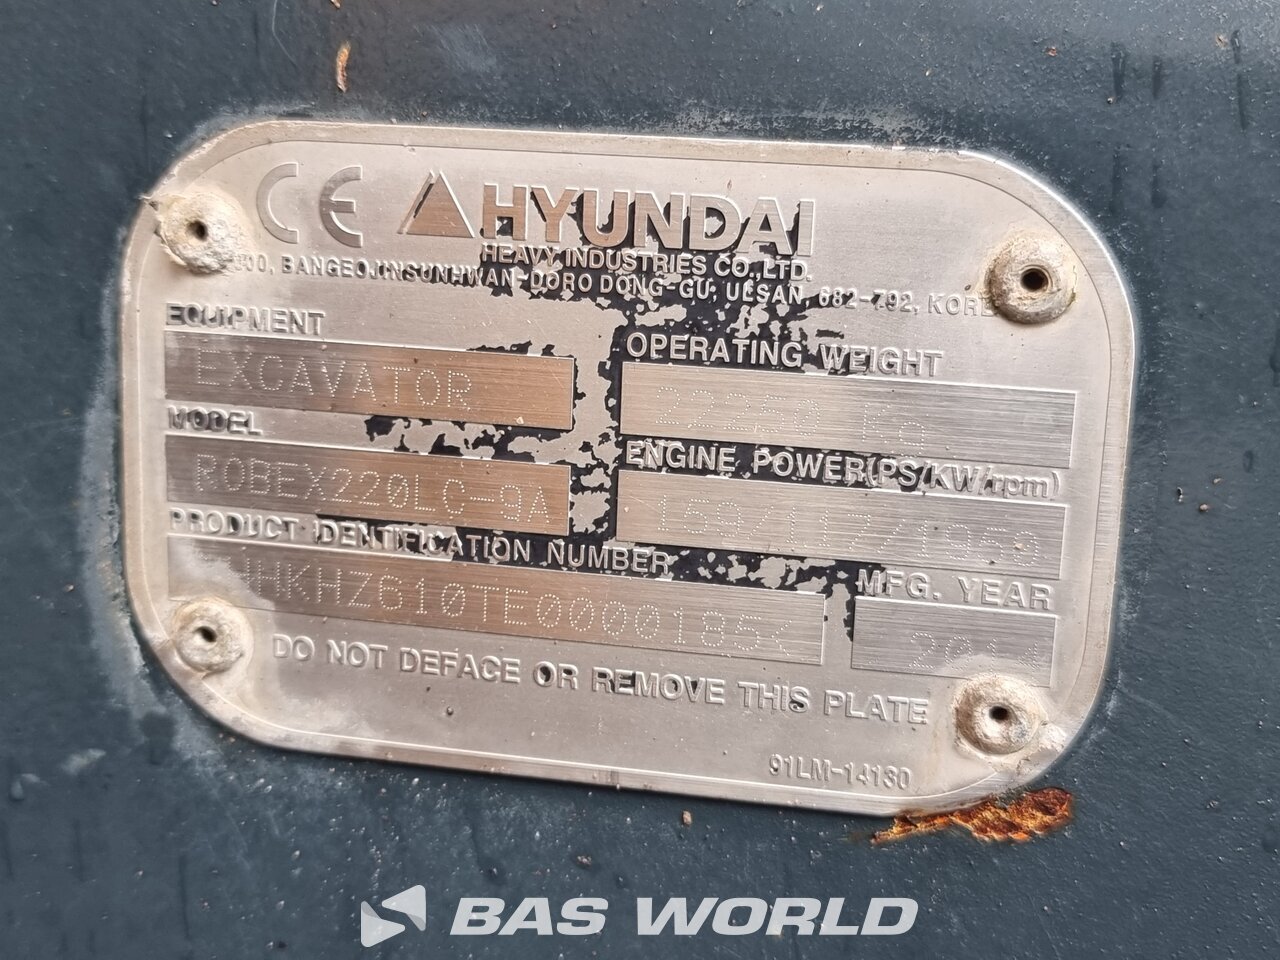 CE HYUNDAI
HEAVY INDUSTRIES CO., LTD.
BANGEOJINSUNHWAN-DORO DONG-GU, ULSAN, 682-792,
EQUIPMENT
EXCAVATOR
OPERATING WEIGHT
22250 kg
MODEL
ROBEX220LC-9A
ENGINE POWER(PS/KW/rpm)
PRODUCT IDENTIFICATION NUMBER
MFG. YEAR
2014
DO NOT DEFACE OR REMOVE THIS PLATE
91LM-14130
BAS WORLD